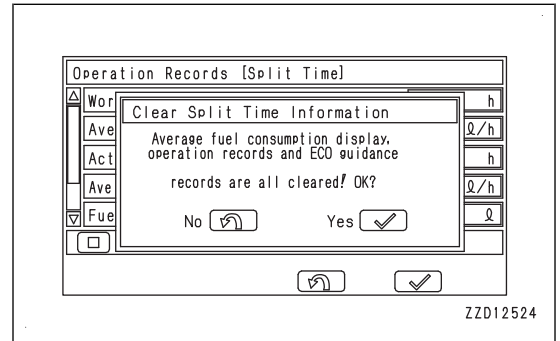 Operation Records [Split Time]
Wor h
Clear Split Time Information
Ave ℓ/h
Average fuel consumption display,
operation records and ECO guidance
Act h
records are all cleared! OK?
Ave ℓ/h
Fue ℓ
No Yes
ZZD12524